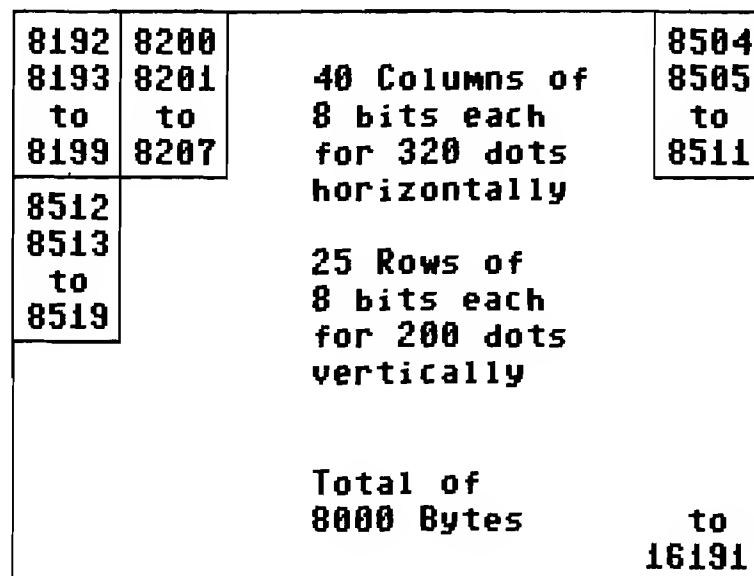 8192 8200 8504
8193 8201 40 Columns of 8505
to to 8 bits each to
8199 8207 for 320 dots 8511
horizontally
8512
8513
to
8519
25 Rows of
8 bits each
for 200 dots
vertically
Total of
8000 Bytes to
16191